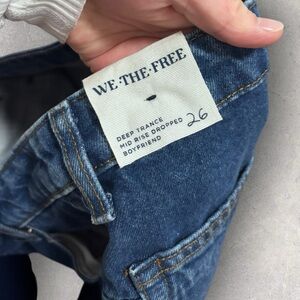 WE·THE·FREE
DEEP TRANCE
MID RISE DROPPED
BOYFRIEND
26